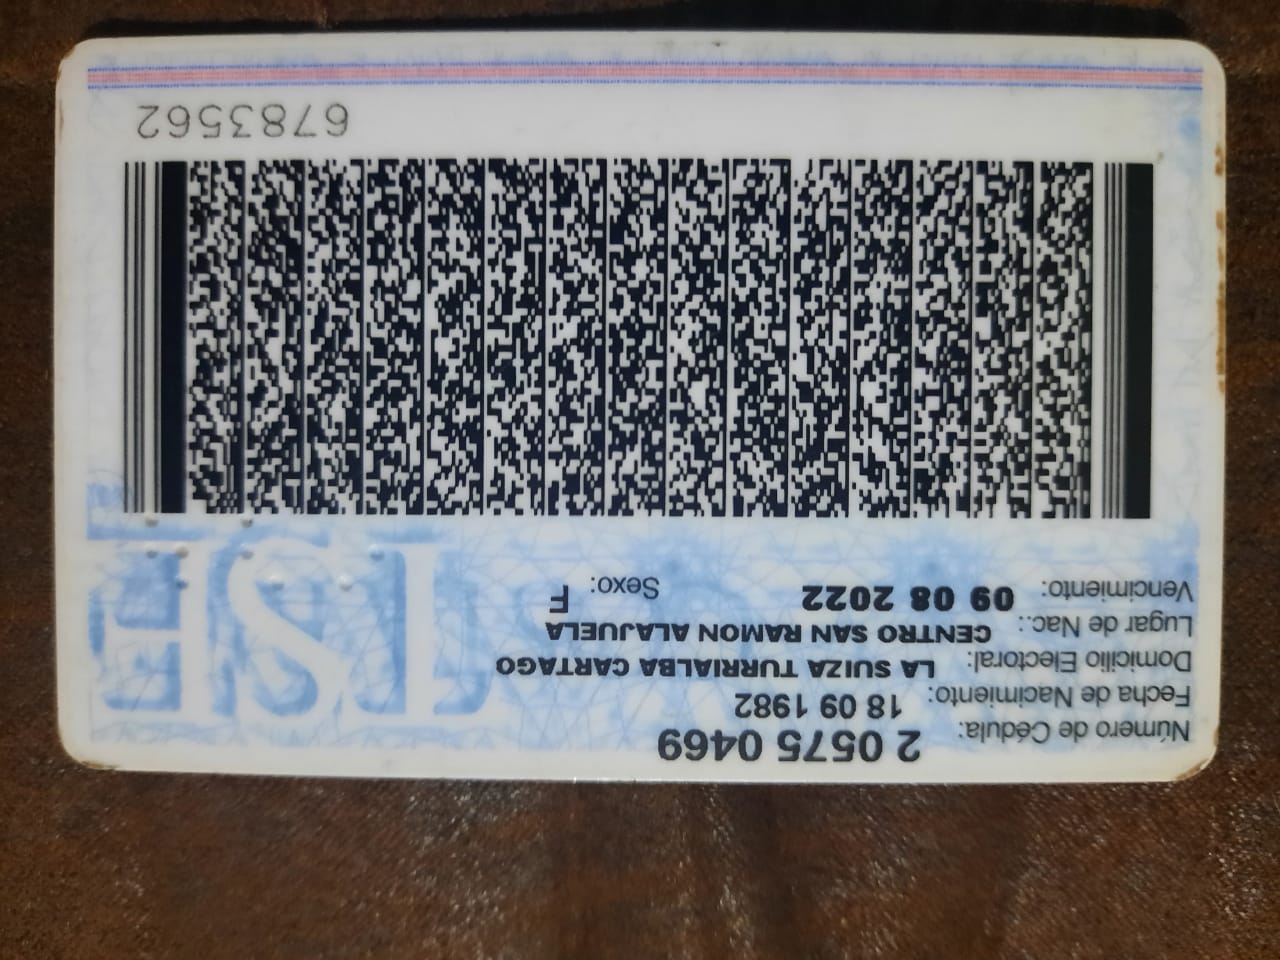 Número de Cédula: 2 0575 0469
Fecha de Nacimiento: 18 09 1982
Domicilio Electoral: LA SUIZA TURRIALBA CARTAGO
Lugar de Nac.: CENTRO SAN RAMON ALAJUELA
Vencimiento: 09 08 2022 Sexo: F
TSE
6783562